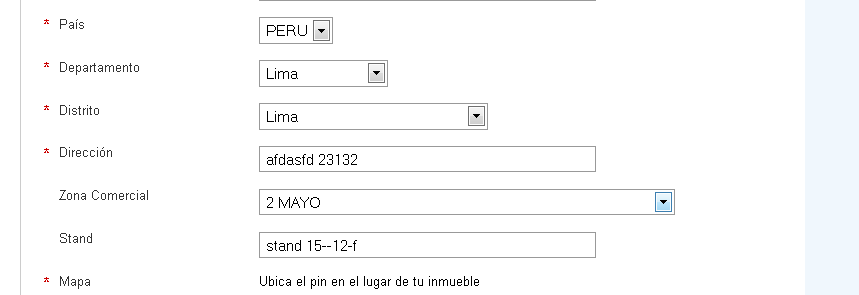 * País PERU
* Departamento Lima
* Distrito Lima
* Dirección afdasfd 23132
Zona Comercial 2 MAYO
Stand stand 15--12-f
* Mapa Ubica el pin en el lugar de tu inmueble